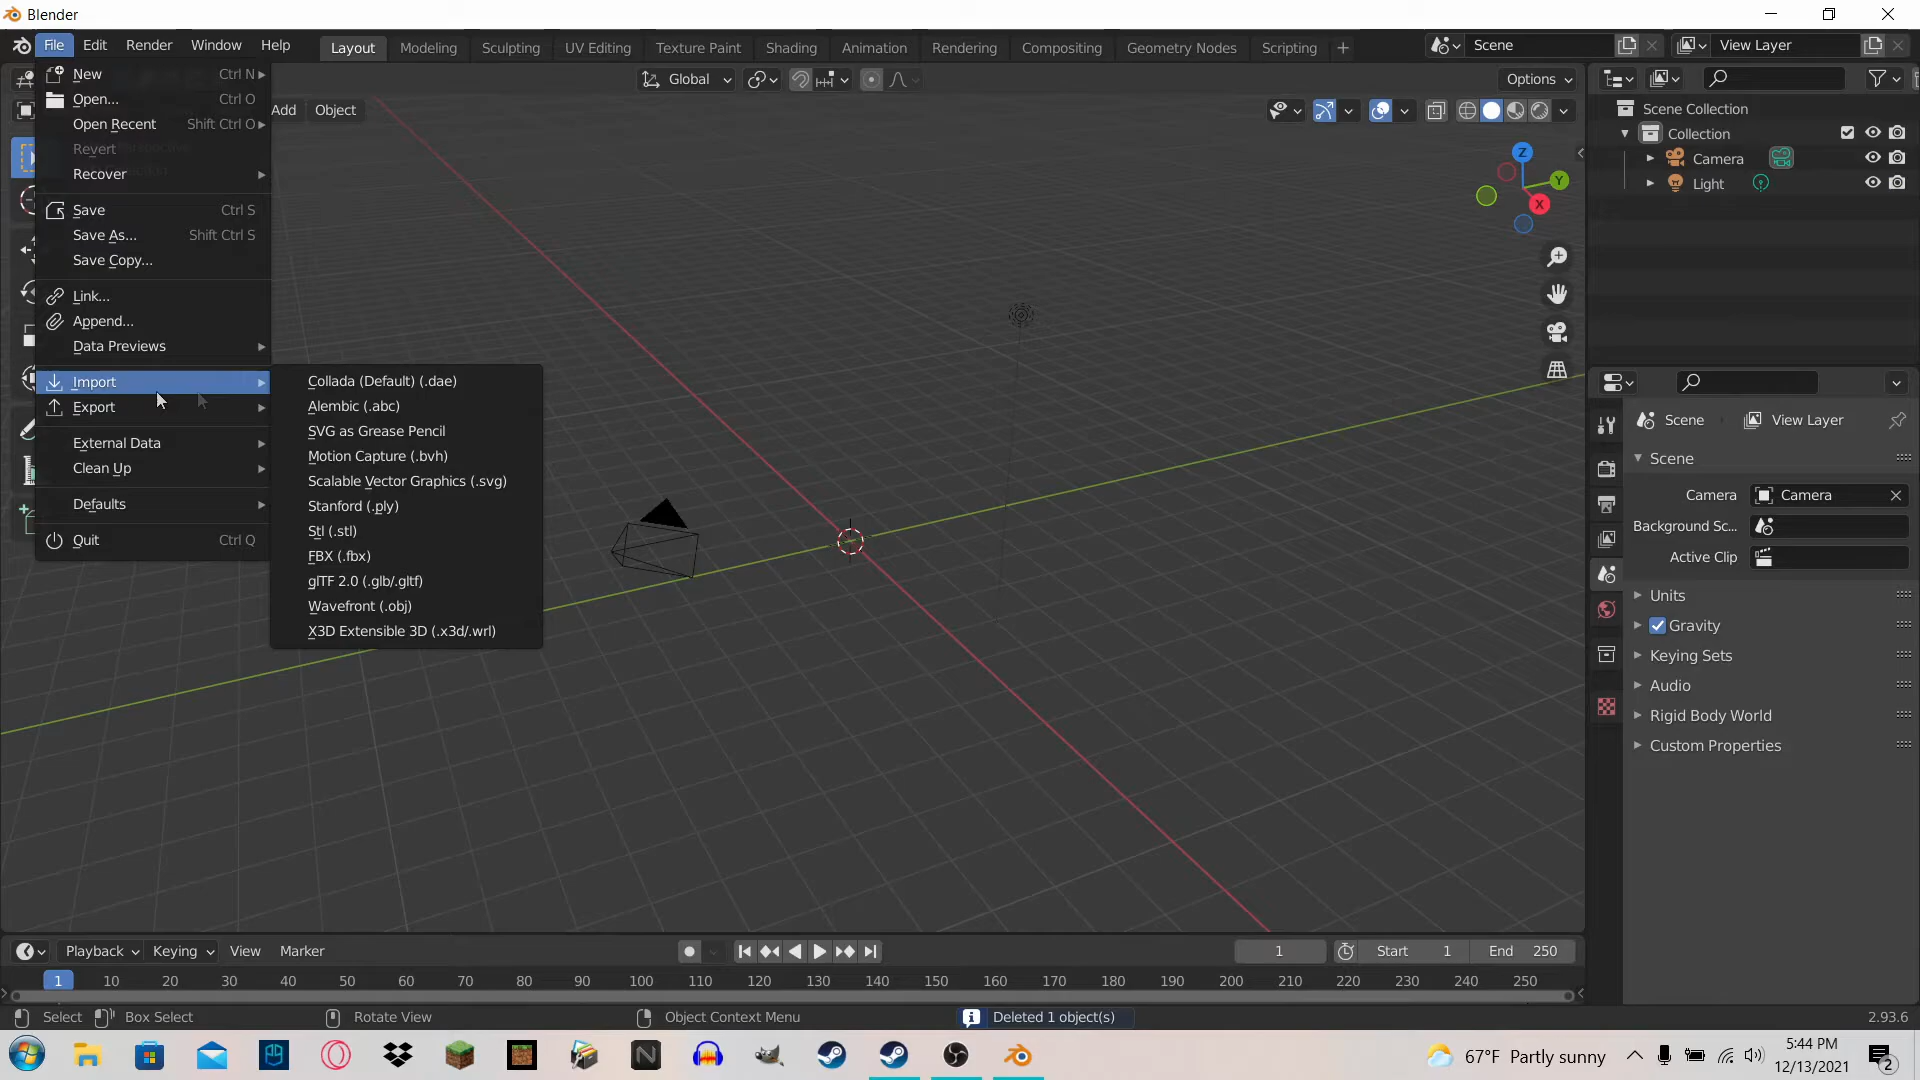 Blender
File Edit Render Window Help Layout Modeling Sculpting UV Editing Texture Paint Shading Animation Rendering Compositing Geometry Nodes Scripting + Scene View Layer
Global Options
Add Object
New Ctrl N
Open... Ctrl O
Open Recent Shift Ctrl O
Revert
Recover
Save Ctrl S
Save As... Shift Ctrl S
Save Copy...
Link...
Append...
Data Previews
Import
Export
External Data
Clean Up
Defaults
Quit Ctrl Q
Collada (Default) (.dae)
Alembic (.abc)
SVG as Grease Pencil
Motion Capture (.bvh)
Scalable Vector Graphics (.svg)
Stanford (.ply)
Stl (.stl)
FBX (.fbx)
glTF 2.0 (.glb/.gltf)
Wavefront (.obj)
X3D Extensible 3D (.x3d/.wrl)
Z
Y
X
Scene Collection
Collection
Camera
Light
Scene View Layer
Scene
Camera Camera
Background Sc...
Active Clip
Units
Gravity
Keying Sets
Audio
Rigid Body World
Custom Properties
Playback Keying View Marker 1 Start 1 End 250
1 10 20 30 40 50 60 70 80 90 100 110 120 130 140 150 160 170 180 190 200 210 220 230 240 250
Select Box Select Rotate View Object Context Menu Deleted 1 object(s) 2.93.6
67°F Partly sunny
5:44 PM
12/13/2021
2